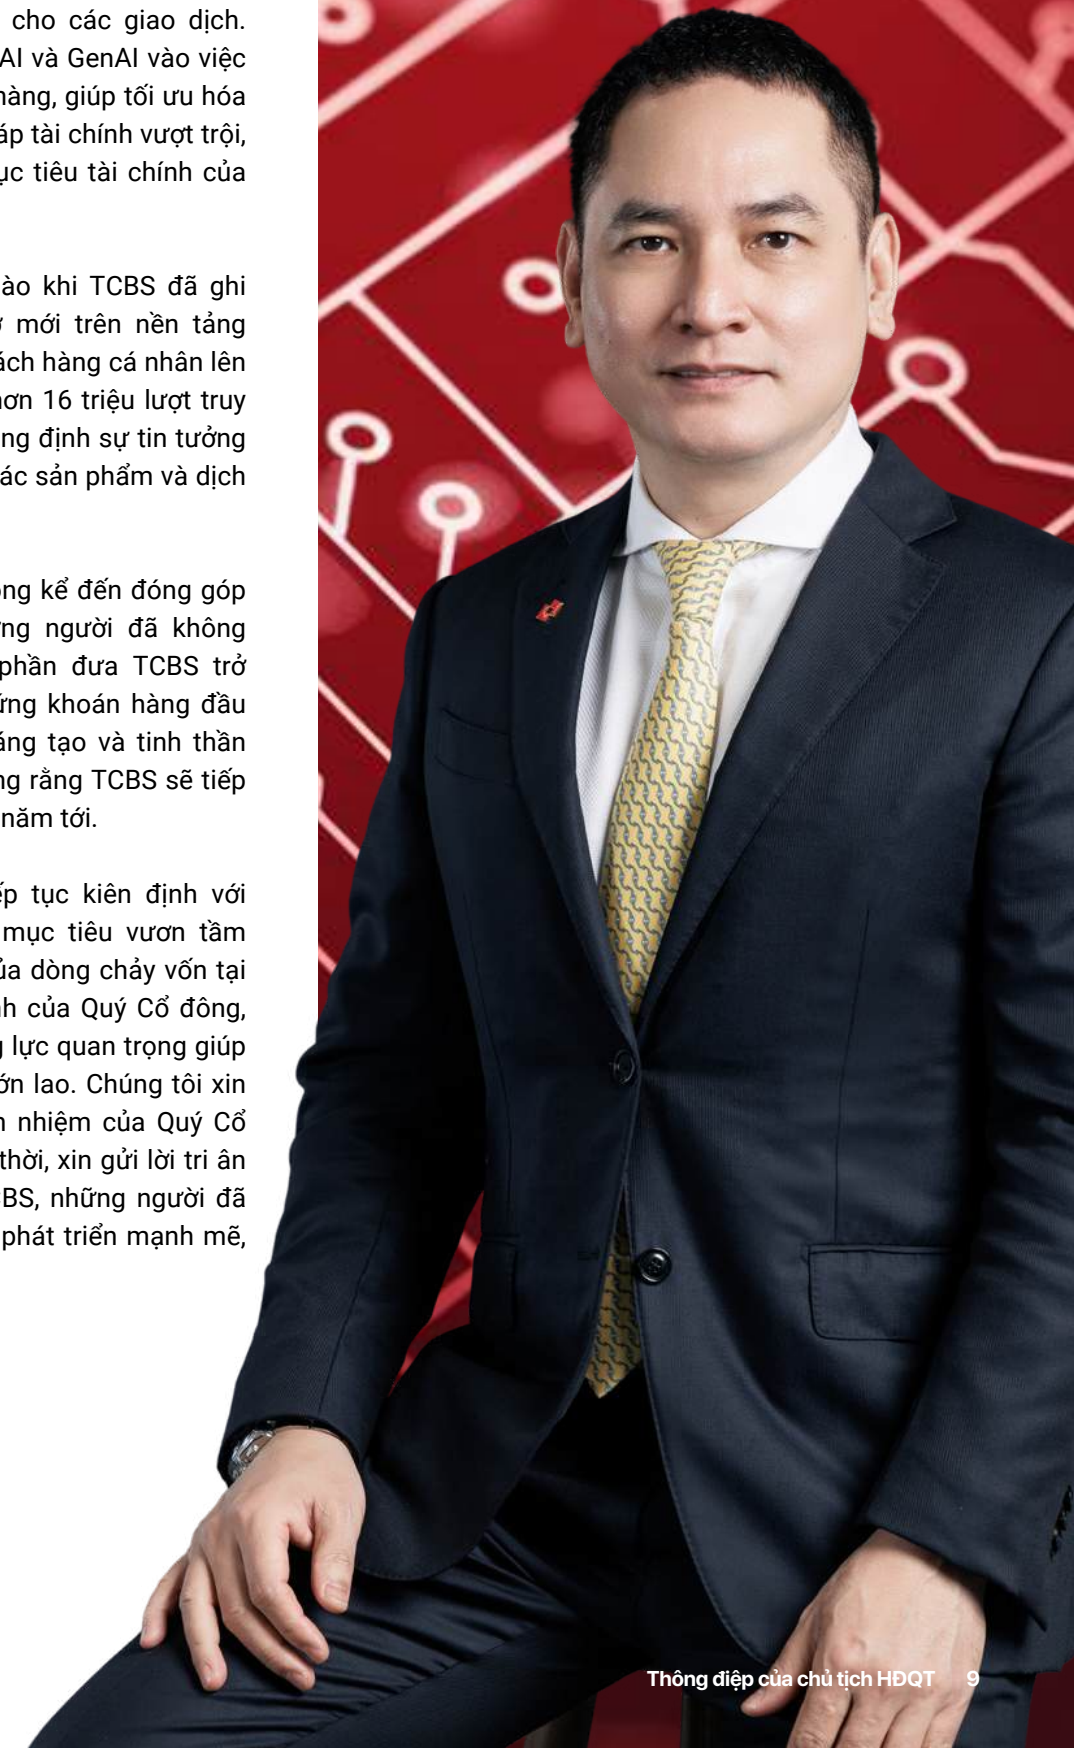 cho các giao dịch.
AI và GenAI vào việc
hàng, giúp tối ưu hóa
áp tài chính vượt trội,
ục tiêu tài chính của
ào khi TCBS đã ghi
mới trên nền tảng
ách hàng cá nhân lên
hơn 16 triệu lượt truy
ng định sự tin tưởng
ác sản phẩm và dịch
ông kể đến đóng góp
ng người đã không
phần đưa TCBS trở
ứng khoán hàng đầu
áng tạo và tinh thần
ng rằng TCBS sẽ tiếp
năm tới.
ếp tục kiên định với
mục tiêu vươn tầm
ủa dòng chảy vốn tại
nh của Quý Cổ đông,
g lực quan trọng giúp
ớn lao. Chúng tôi xin
n nhiệm của Quý Cổ
thời, xin gửi lời tri ân
BS, những người đã
phát triển mạnh mẽ,
Thông điệp của chủ tịch HĐQT 9